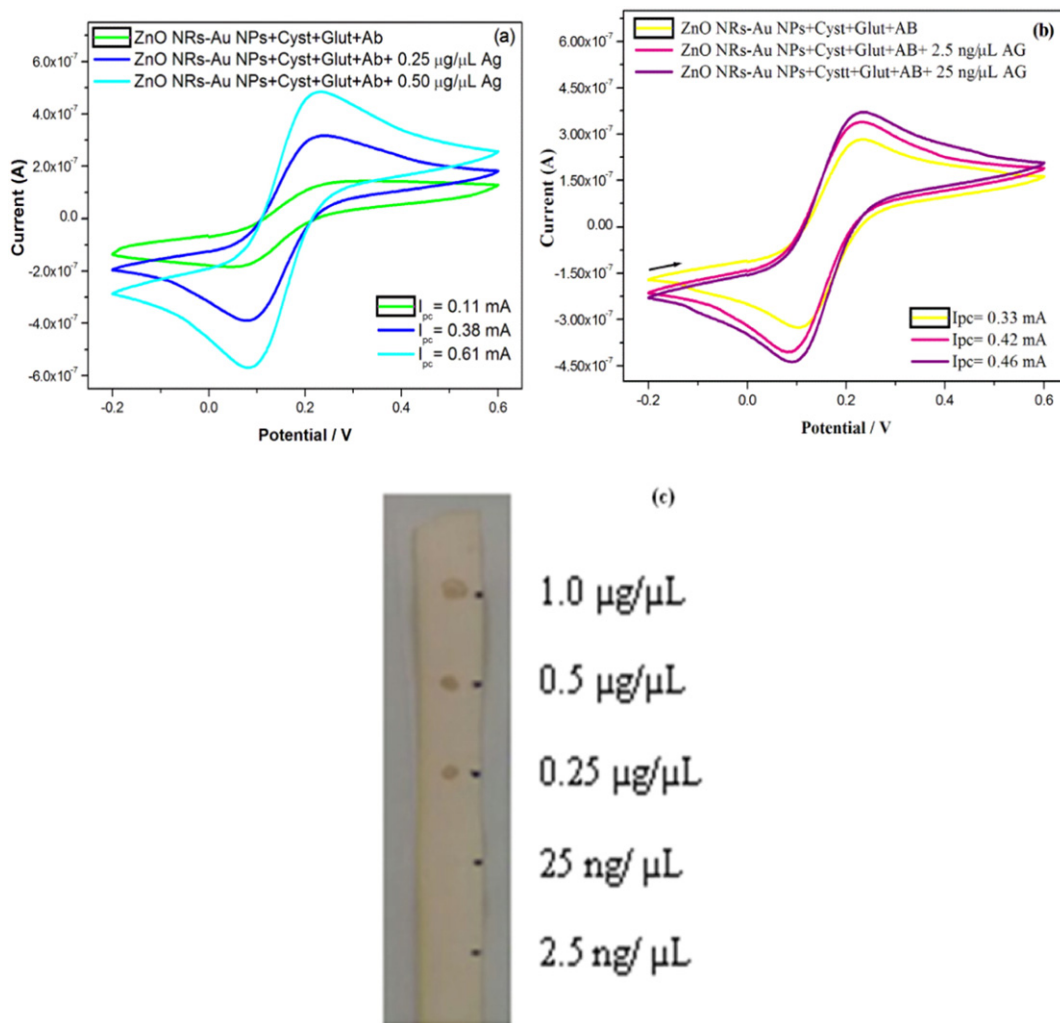 (a)
ZnO NRs-Au NPs+Cyst+Glut+Ab
ZnO NRs-Au NPs+Cyst+Glut+Ab+ 0.25 μg/μL Ag
ZnO NRs-Au NPs+Cyst+Glut+Ab+ 0.50 μg/μL Ag
6.0x10⁻⁷
4.0x10⁻⁷
2.0x10⁻⁷
0.0
-2.0x10⁻⁷
-4.0x10⁻⁷
-6.0x10⁻⁷
Current (A)
I_pc = 0.11 mA
I_pc = 0.38 mA
I_pc = 0.61 mA
-0.2 0.0 0.2 0.4 0.6
Potential / V
(b)
ZnO NRs-Au NPs+Cyst+Glut+AB
ZnO NRs-Au NPs+Cyst+Glut+AB+ 2.5 ng/μL AG
ZnO NRs-Au NPs+Cystt+Glut+AB+ 25 ng/μL AG
6.00x10⁻⁷
4.50x10⁻⁷
3.00x10⁻⁷
1.50x10⁻⁷
0.00
-1.50x10⁻⁷
-3.00x10⁻⁷
-4.50x10⁻⁷
Current (A)
Ipc= 0.33 mA
Ipc= 0.42 mA
Ipc= 0.46 mA
-0.2 0.0 0.2 0.4 0.6
Potential / V
(c)
1.0 μg/μL
0.5 μg/μL
0.25 μg/μL
25 ng/ μL
2.5 ng/ μL